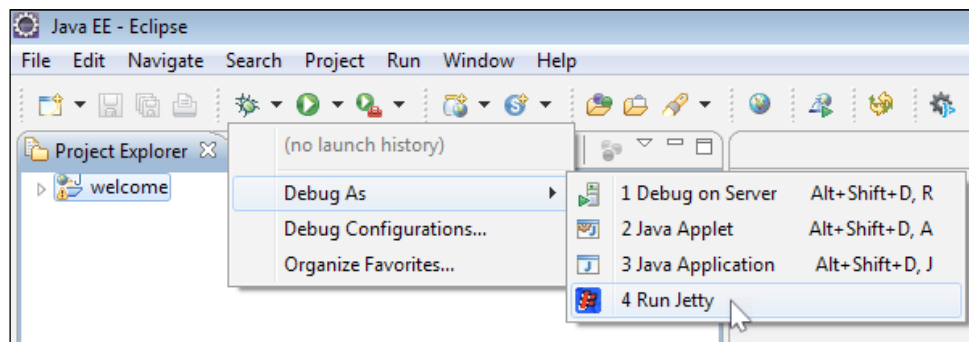 Java EE - Eclipse
File Edit Navigate Search Project Run Window Help
Project Explorer
welcome
(no launch history)
Debug As
Debug Configurations...
Organize Favorites...
1 Debug on Server Alt+Shift+D, R
2 Java Applet Alt+Shift+D, A
3 Java Application Alt+Shift+D, J
4 Run Jetty